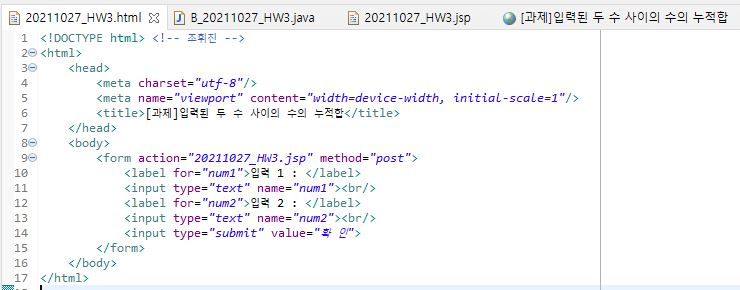 20211027_HW3.html B_20211027_HW3.java 20211027_HW3.jsp [과제]입력된 두 수 사이의 수의 누적합
1 <!DOCTYPE html> <!-- 조휘진 -->
2 <html>
3 <head>
4 <meta charset="utf-8"/>
5 <meta name="viewport" content="width=device-width, initial-scale=1"/>
6 <title>[과제]입력된 두 수 사이의 수의 누적합</title>
7 </head>
8 <body>
9 <form action="20211027_HW3.jsp" method="post">
10 <label for="num1">입력 1 : </label>
11 <input type="text" name="num1"><br/>
12 <label for="num2">입력 2 : </label>
13 <input type="text" name="num2"><br/>
14 <input type="submit" value="확 인">
15 </form>
16 </body>
17 </html>